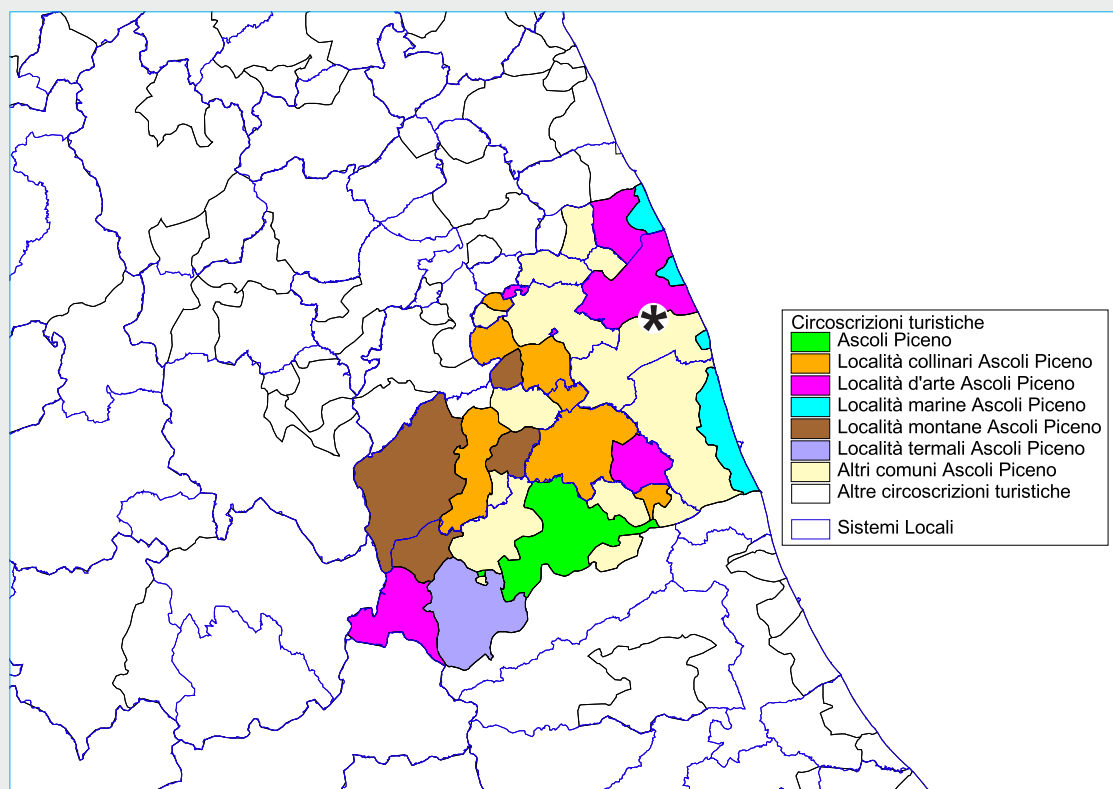 *
Circoscrizioni turistiche
Ascoli Piceno
Località collinari Ascoli Piceno
Località d'arte Ascoli Piceno
Località marine Ascoli Piceno
Località montane Ascoli Piceno
Località termali Ascoli Piceno
Altri comuni Ascoli Piceno
Altre circoscrizioni turistiche
Sistemi Locali